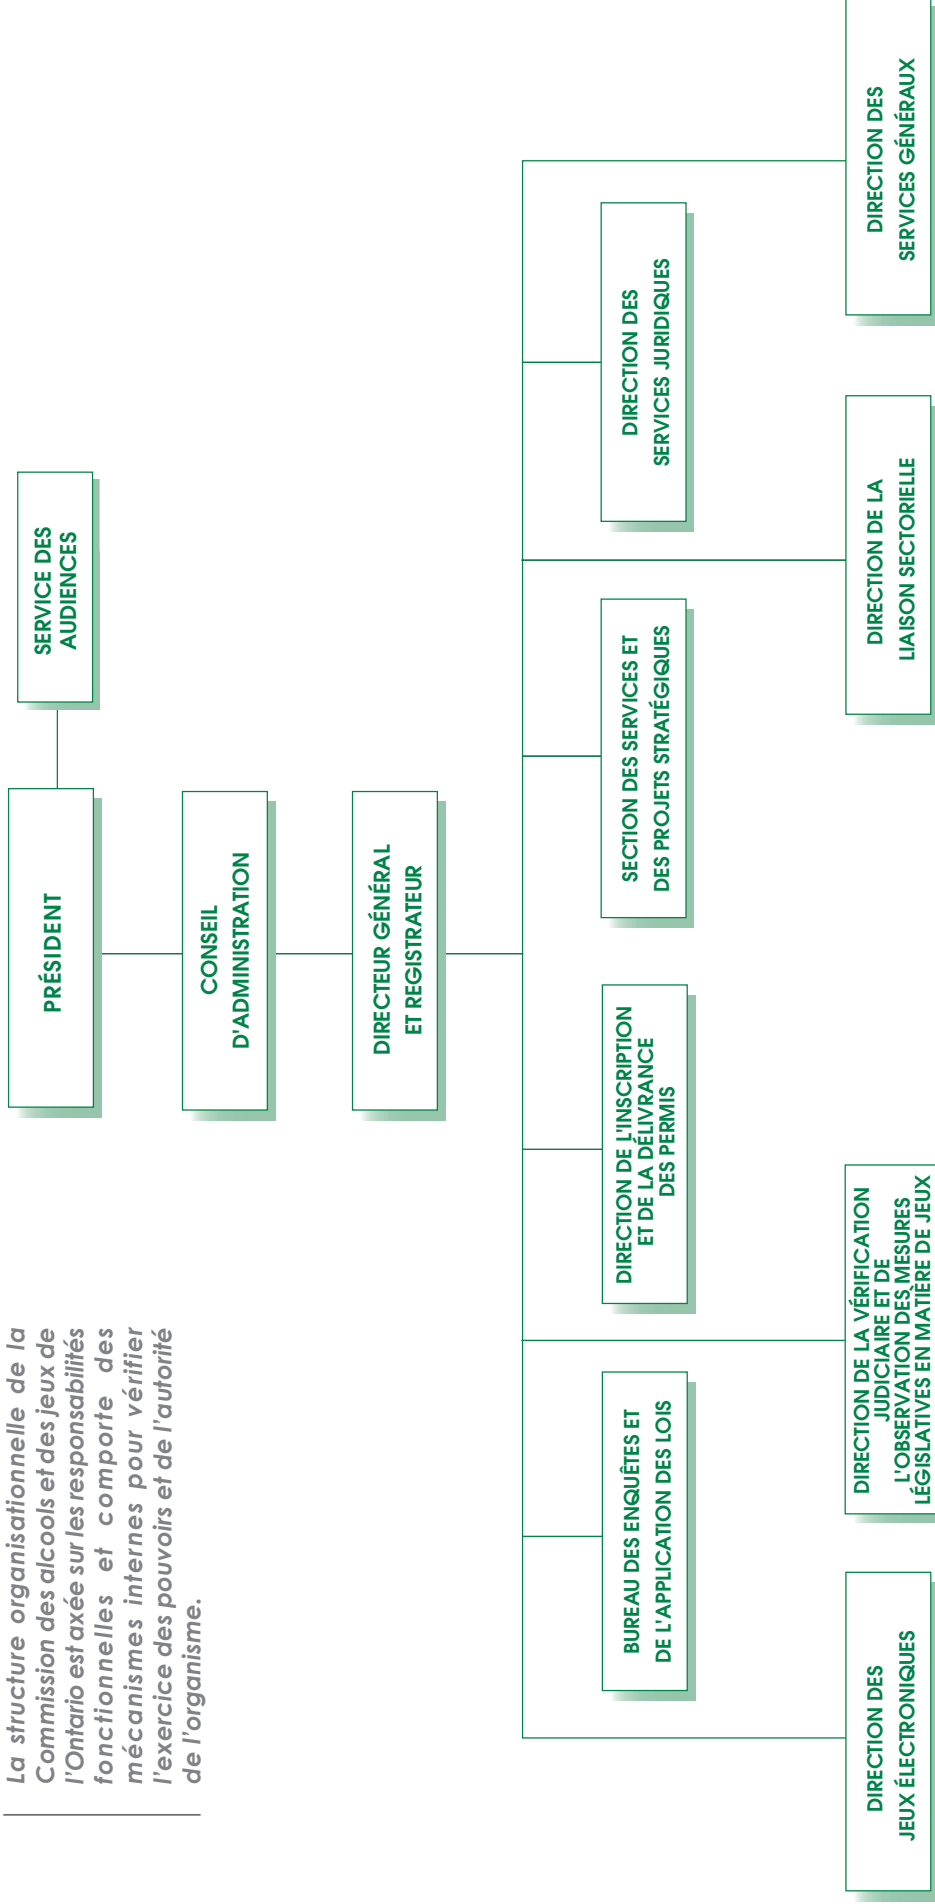 La structure organisationnelle de la
Commission des alcools et des jeux de
l'Ontario est axée sur les responsabilités
fonctionnelles et comporte des
mécanismes internes pour vérifier
l'exercice des pouvoirs et de l'autorité
de l'organisme.
PRÉSIDENT
SERVICE DES
AUDIENCES
CONSEIL
D'ADMINISTRATION
DIRECTEUR GÉNÉRAL
ET REGISTRATEUR
BUREAU DES ENQUÊTES ET
DE L'APPLICATION DES LOIS
DIRECTION DE L'INSCRIPTION
ET DE LA DÉLIVRANCE
DES PERMIS
SECTION DES SERVICES ET
DES PROJETS STRATÉGIQUES
DIRECTION DES
SERVICES JURIDIQUES
DIRECTION DES
JEUX ÉLECTRONIQUES
DIRECTION DE LA VÉRIFICATION
JUDICIAIRE ET DE
L'OBSERVATION DES MESURES
LÉGISLATIVES EN MATIÈRE DE JEUX
DIRECTION DE LA
LIAISON SECTORIELLE
DIRECTION DES
SERVICES GÉNÉRAUX